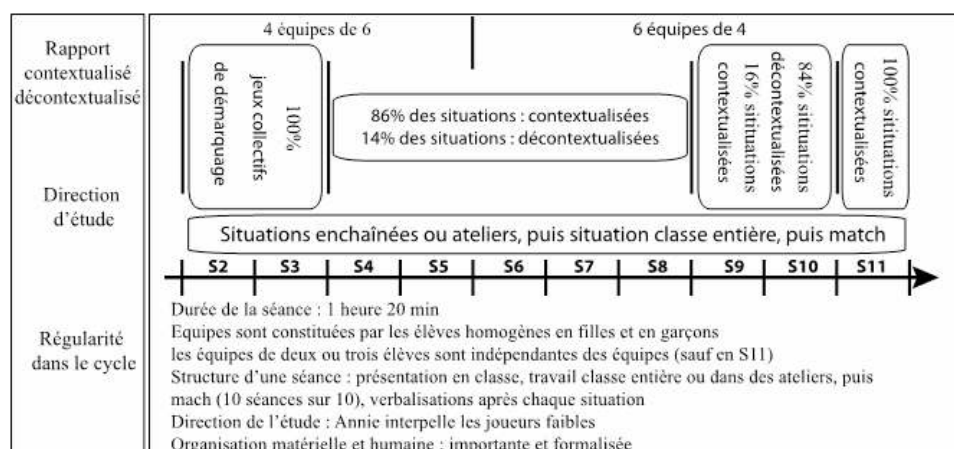 Rapport
contextualisé
décontextualisé
Direction
d'étude
Régularité
dans le cycle
4 équipes de 6
6 équipes de 4
100%
jeux collectifs
de démarquage
86% des situations : contextualisées
14% des situations : décontextualisées
84% sitituations
décontextualisées
16% sitituations
contextualisées
100% sitituations
contextualisées
Situations enchaînées ou ateliers, puis situation classe entière, puis match
S2 S3 S4 S5 S6 S7 S8 S9 S10 S11
Durée de la séance : 1 heure 20 min
Equipes sont constituées par les élèves homogènes en filles et en garçons
les équipes de deux ou trois élèves sont indépendantes des équipes (sauf en S11)
Structure d'une séance : présentation en classe, travail classe entière ou dans des ateliers, puis
mach (10 séances sur 10), verbalisations après chaque situation
Direction de l'étude : Annie interpelle les joueurs faibles
Organisation matérielle et humaine : importante et formalisée